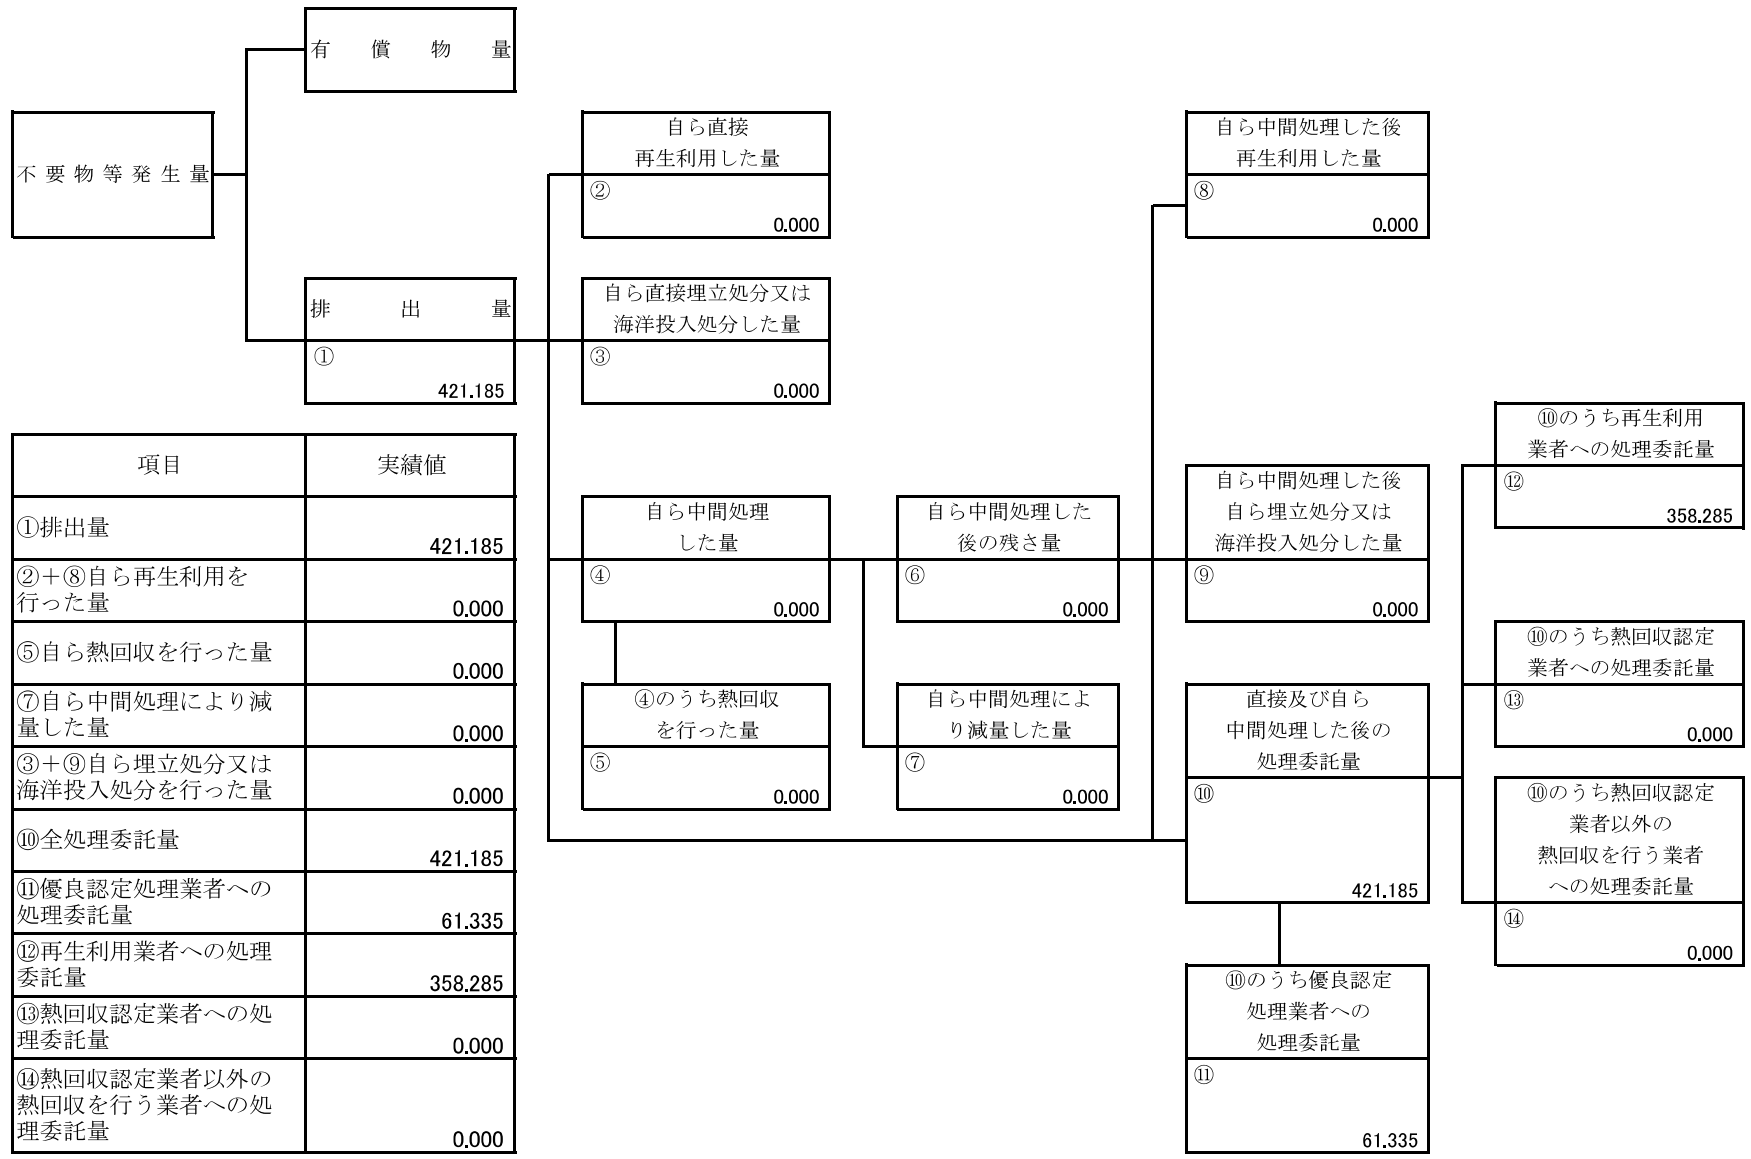 有償物量
不要物等発生量
排出量
①
421.185
自ら直接
再生利用した量
②
0.000
自ら直接埋立処分又は
海洋投入処分した量
③
0.000
自ら中間処理
した量
④
0.000
④のうち熱回収
を行った量
⑤
0.000
自ら中間処理した
後の残さ量
⑥
0.000
自ら中間処理によ
り減量した量
⑦
0.000
自ら中間処理した後
再生利用した量
⑧
0.000
自ら中間処理した後
自ら埋立処分又は
海洋投入処分した量
⑨
0.000
直接及び自ら
中間処理した後の
処理委託量
⑩
421.185
⑩のうち優良認定
処理業者への
処理委託量
⑪
61.335
⑩のうち再生利用
業者への処理委託量
⑫
358.285
⑩のうち熱回収認定
業者への処理委託量
⑬
0.000
⑩のうち熱回収認定
業者以外の
熱回収を行う業者
への処理委託量
⑭
0.000
項目 実績値
①排出量
421.185
②＋⑧自ら再生利用を
行った量
0.000
⑤自ら熱回収を行った量
0.000
⑦自ら中間処理により減
量した量
0.000
③＋⑨自ら埋立処分又は
海洋投入処分を行った量
0.000
⑩全処理委託量
421.185
⑪優良認定処理業者への
処理委託量
61.335
⑫再生利用業者への処理
委託量
358.285
⑬熱回収認定業者への処
理委託量
0.000
⑭熱回収認定業者以外の
熱回収を行う業者への処
理委託量
0.000